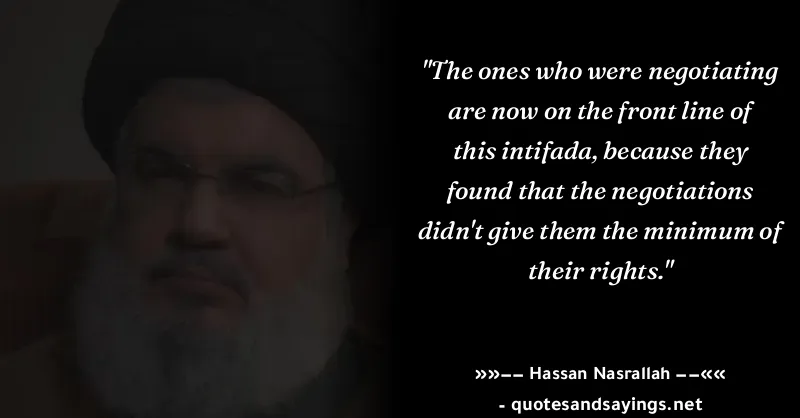 "The ones who were negotiating
are now on the front line of
this intifada, because they
found that the negotiations
didn't give them the minimum of
their rights."
»»–– Hassan Nasrallah ––««
- quotesandsayings.net